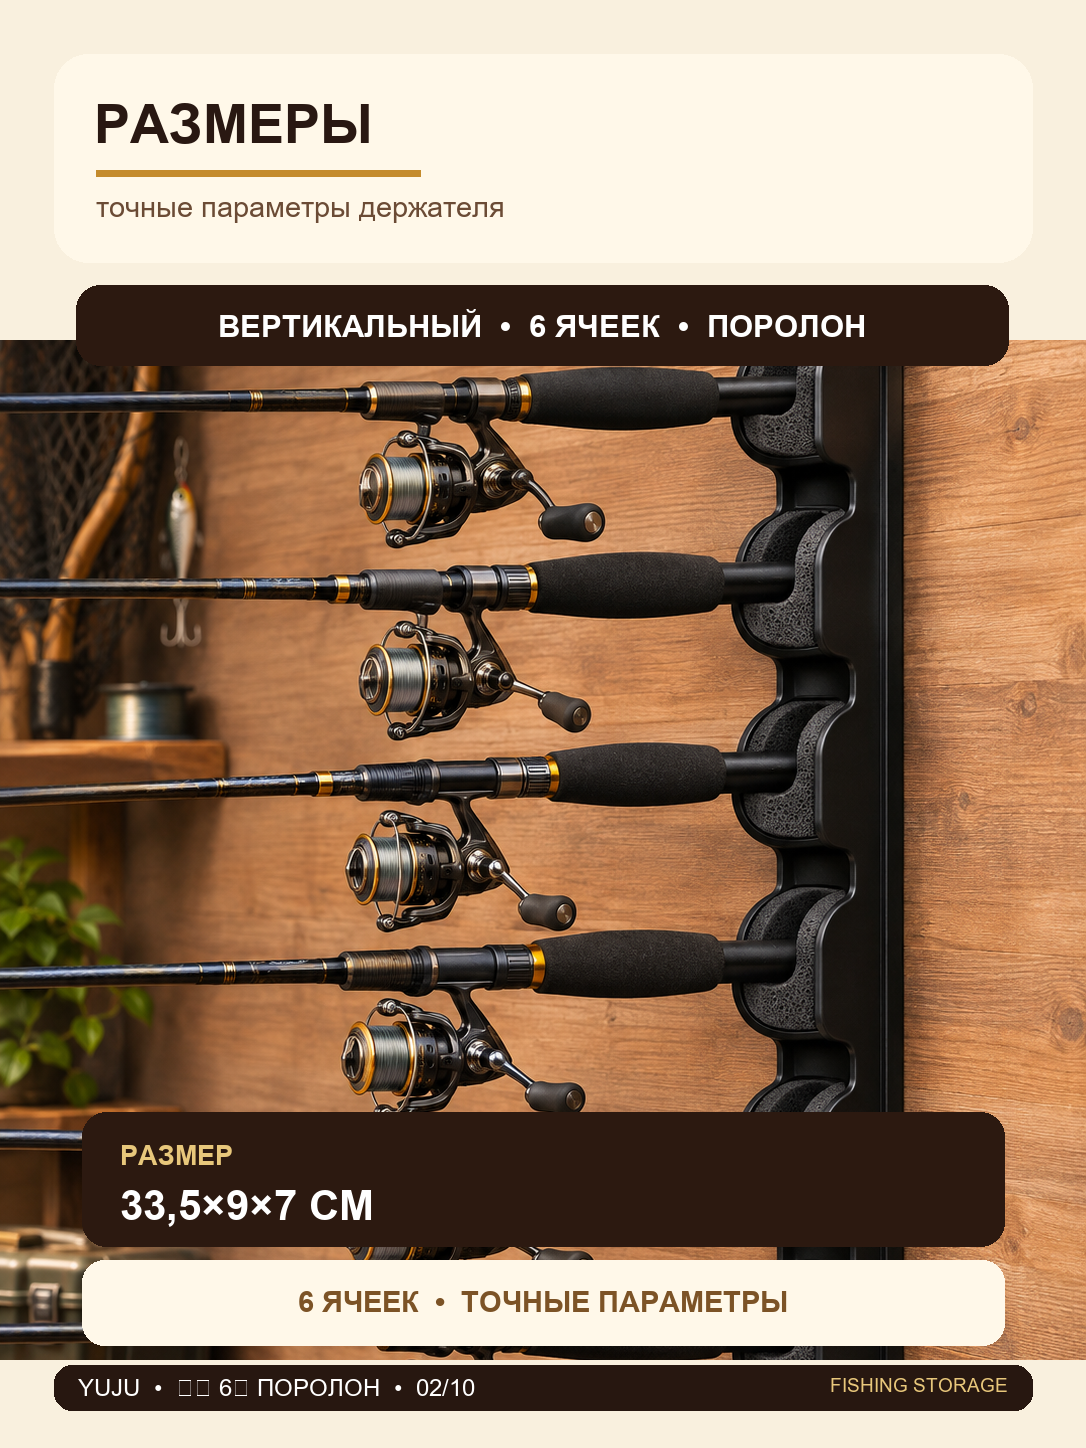 РАЗМЕРЫ
точные параметры держателя
ВЕРТИКАЛЬНЫЙ • 6 ЯЧЕЕК • ПОРОЛОН
РАЗМЕР
33,5×9×7 СМ
6 ЯЧЕЕК • ТОЧНЫЕ ПАРАМЕТРЫ
YUJU • □□ 6□ ПОРОЛОН • 02/10
FISHING STORAGE